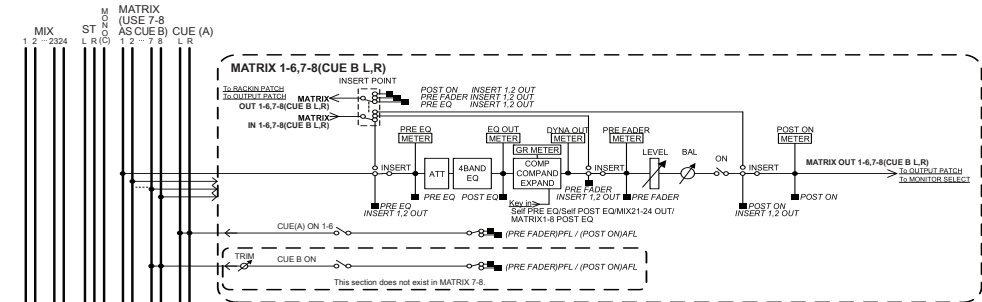 MIX
1 2 ··· 2324
ST
L R
MONO
(C)
MATRIX
(USE 7-8
AS CUE B)
1 2 ··· 7 8
CUE (A)
L R
MATRIX 1-6,7-8(CUE B L,R)
INSERT POINT
To RACKIN PATCH
To OUTPUT PATCH
MATRIX
OUT 1-6,7-8(CUE B L,R)
MATRIX
IN 1-6,7-8(CUE B L,R)
POST ON INSERT 1,2 OUT
PRE FADER INSERT 1,2 OUT
PRE EQ INSERT 1,2 OUT
PRE EQ
METER
EQ OUT
METER
DYNA OUT
METER
PRE FADER
METER
POST ON
METER
GR METER
LEVEL
BAL
ON
INSERT
ATT
4BAND
EQ
COMP
COMPAND
EXPAND
INSERT
INSERT
MATRIX OUT 1-6,7-8(CUE B L,R)
To OUTPUT PATCH
To MONITOR SELECT
PRE EQ
POST EQ
PRE EQ
INSERT 1,2 OUT
Key in
Self PRE EQ/Self POST EQ/MIX21-24 OUT/
MATRIX1-8 POST EQ
PRE FADER
INSERT 1,2 OUT
PRE FADER
POST ON
INSERT 1,2 OUT
POST ON
CUE(A) ON 1-6
(PRE FADER)PFL / (POST ON)AFL
TRIM
CUE B ON
(PRE FADER)PFL / (POST ON)AFL
This section does not exist in MATRIX 7-8.